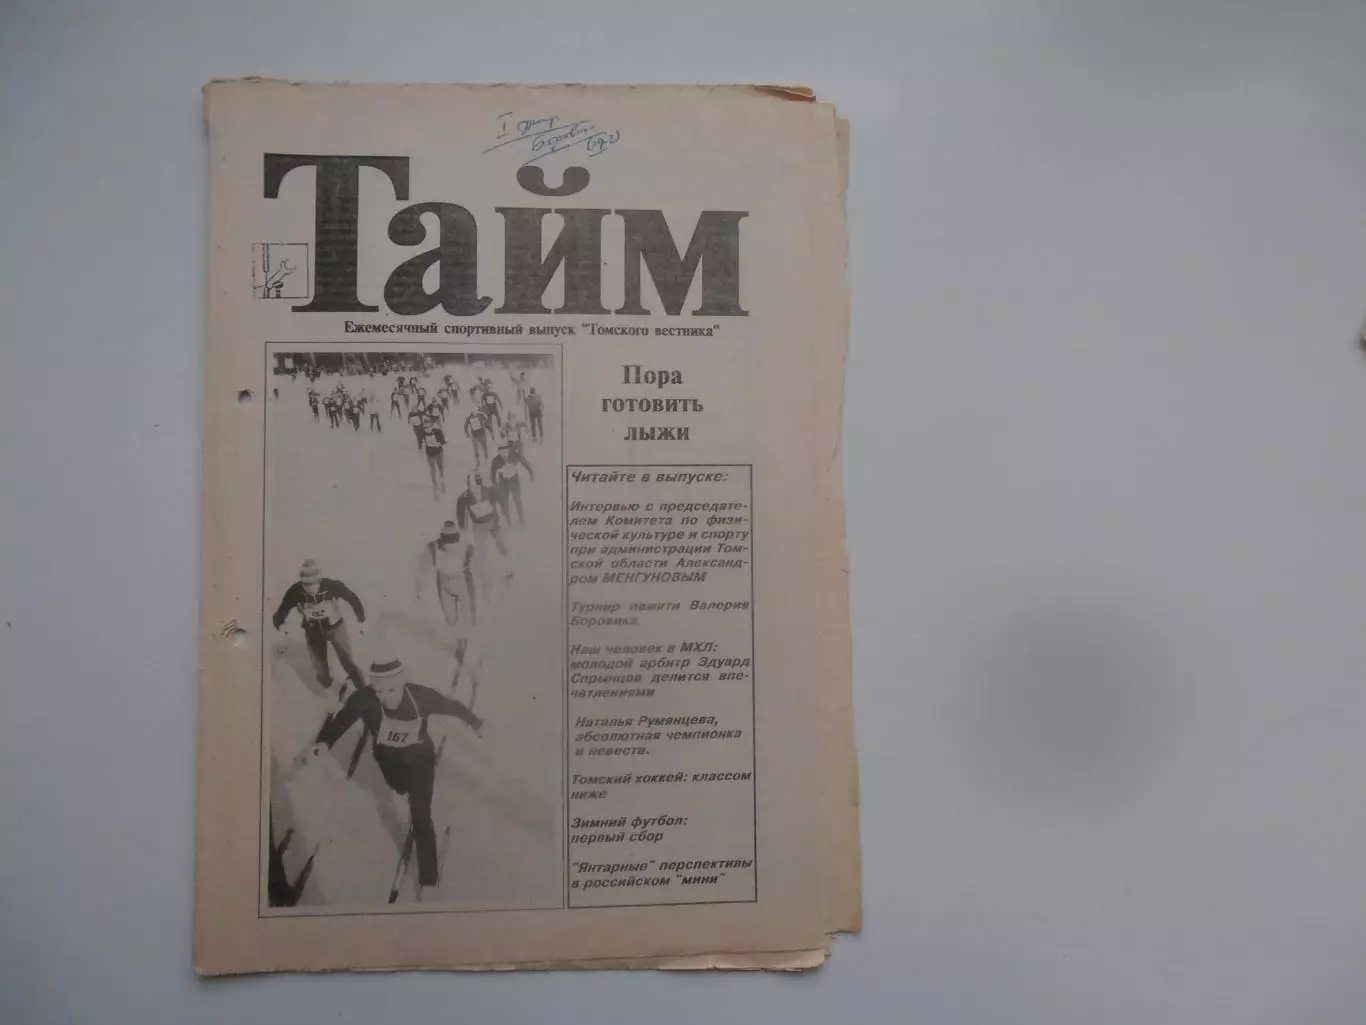 I
Тайм
Ежемесячный спортивный выпуск "Томского вестника"
Пора
готовить
лыжи
Читайте в выпуске:
Интервью с председате-
лем Комитета по физи-
ческой культуре и спорту
при администрации Том-
ской области Александ-
ром МЕНГУНОВЫМ
Турнир памяти Валерия
Боровика
Наш человек в МХЛ:
молодой арбитр Эдуард
Спрынцов делится впе-
чатлениями
Наталья Румянцева,
абсолютная чемпионка
и невеста.
Томский хоккей: классом
ниже
Зимний футбол:
первый сбор
"Янтарные" перспективы
в российском "мини"
162